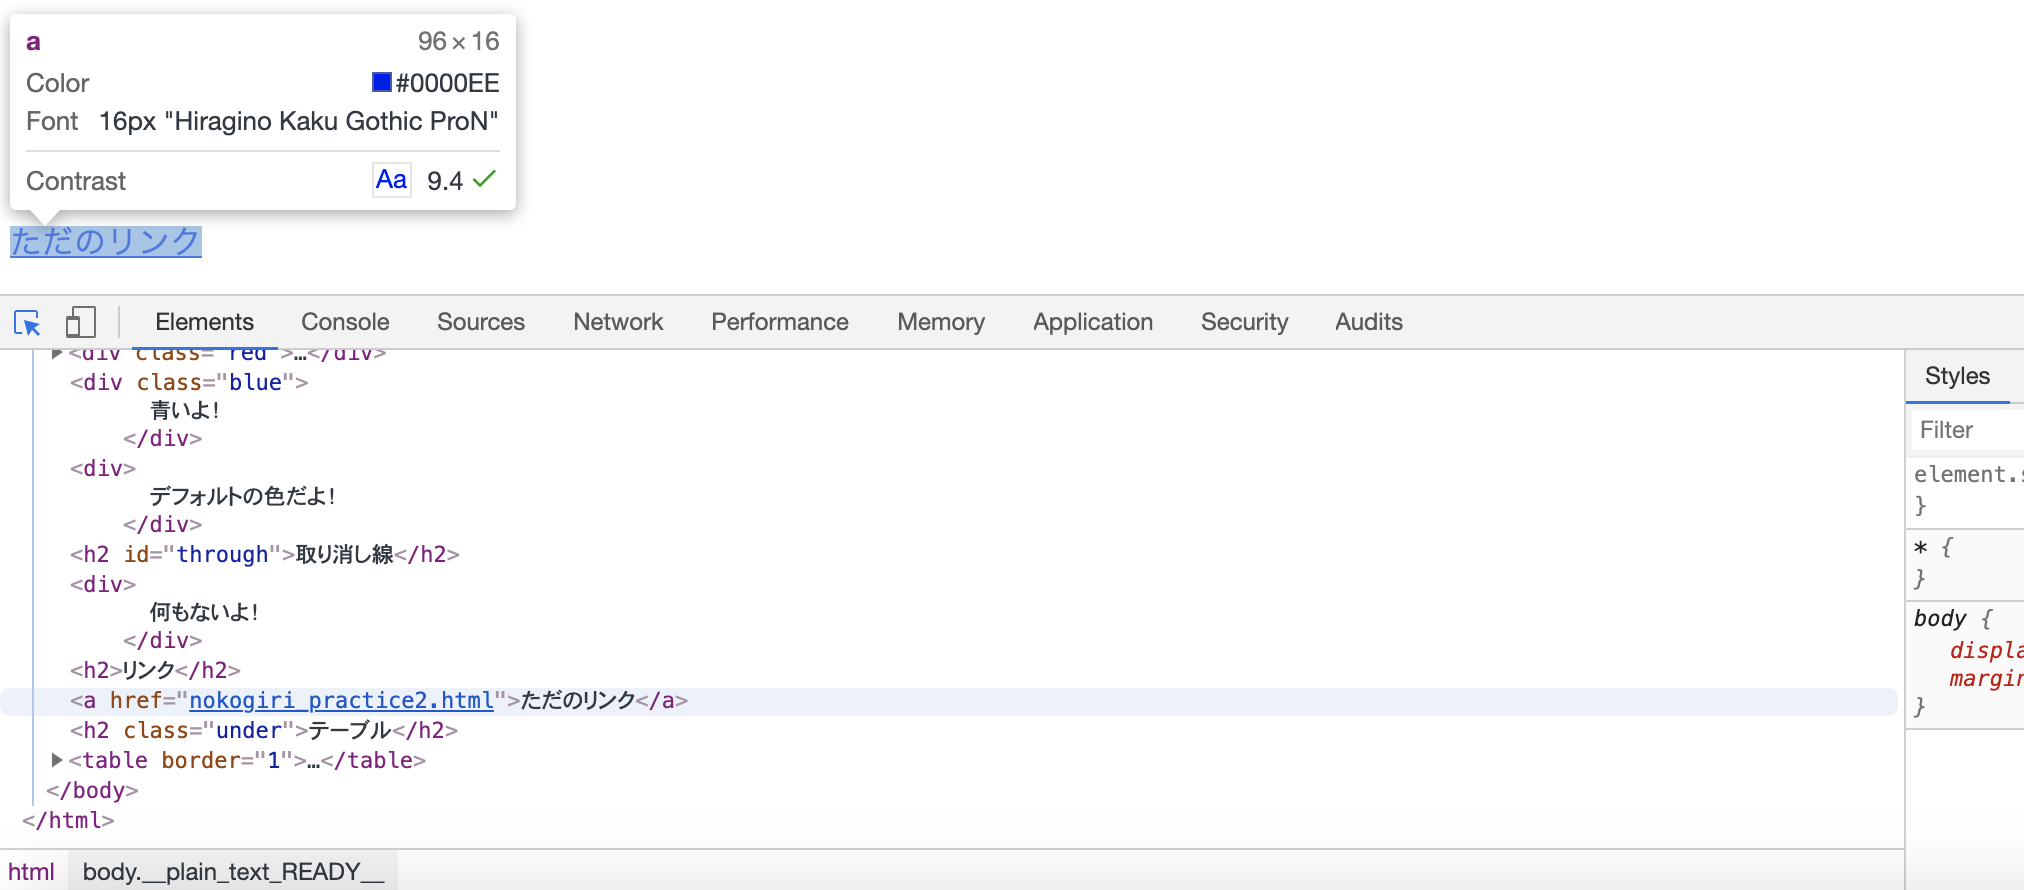 a 96 × 16
Color #0000EE
Font 16px "Hiragino Kaku Gothic ProN"
Contrast Aa 9.4
ただのリンク
Elements Console Sources Network Performance Memory Application Security Audits
<div class="red">…</div>
<div class="blue">
青いよ!
</div>
<div>
デフォルトの色だよ!
</div>
<h2 id="through">取り消し線</h2>
<div>
何もないよ!
</div>
<h2>リンク</h2>
<a href="nokogiri_practice2.html">ただのリンク</a>
<h2 class="under">テーブル</h2>
<table border="1">…</table>
</body>
</html>
html body.__plain_text_READY__
Styles
Filter
element.s
}
* {
}
body {
displa
margin
}